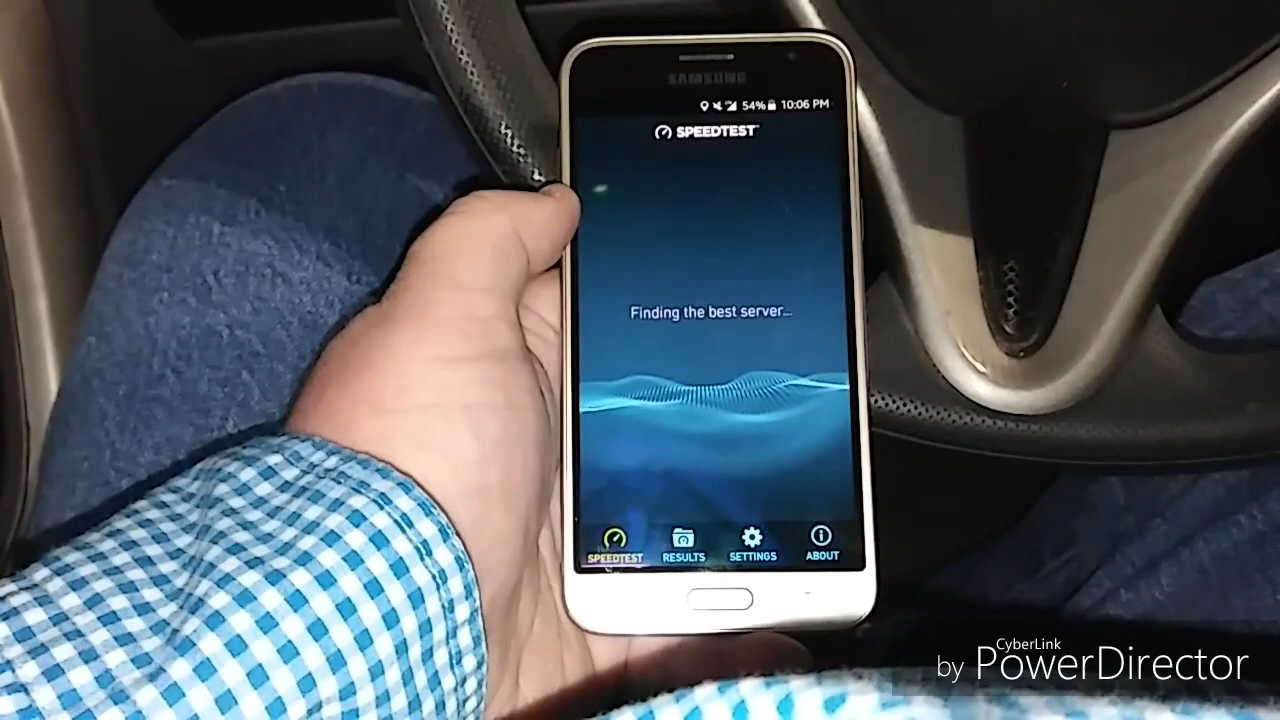 SAMSUNG
54% 10:06 PM
SPEEDTEST
Finding the best server...
SPEEDTEST RESULTS SETTINGS ABOUT
CyberLink
by PowerDirector